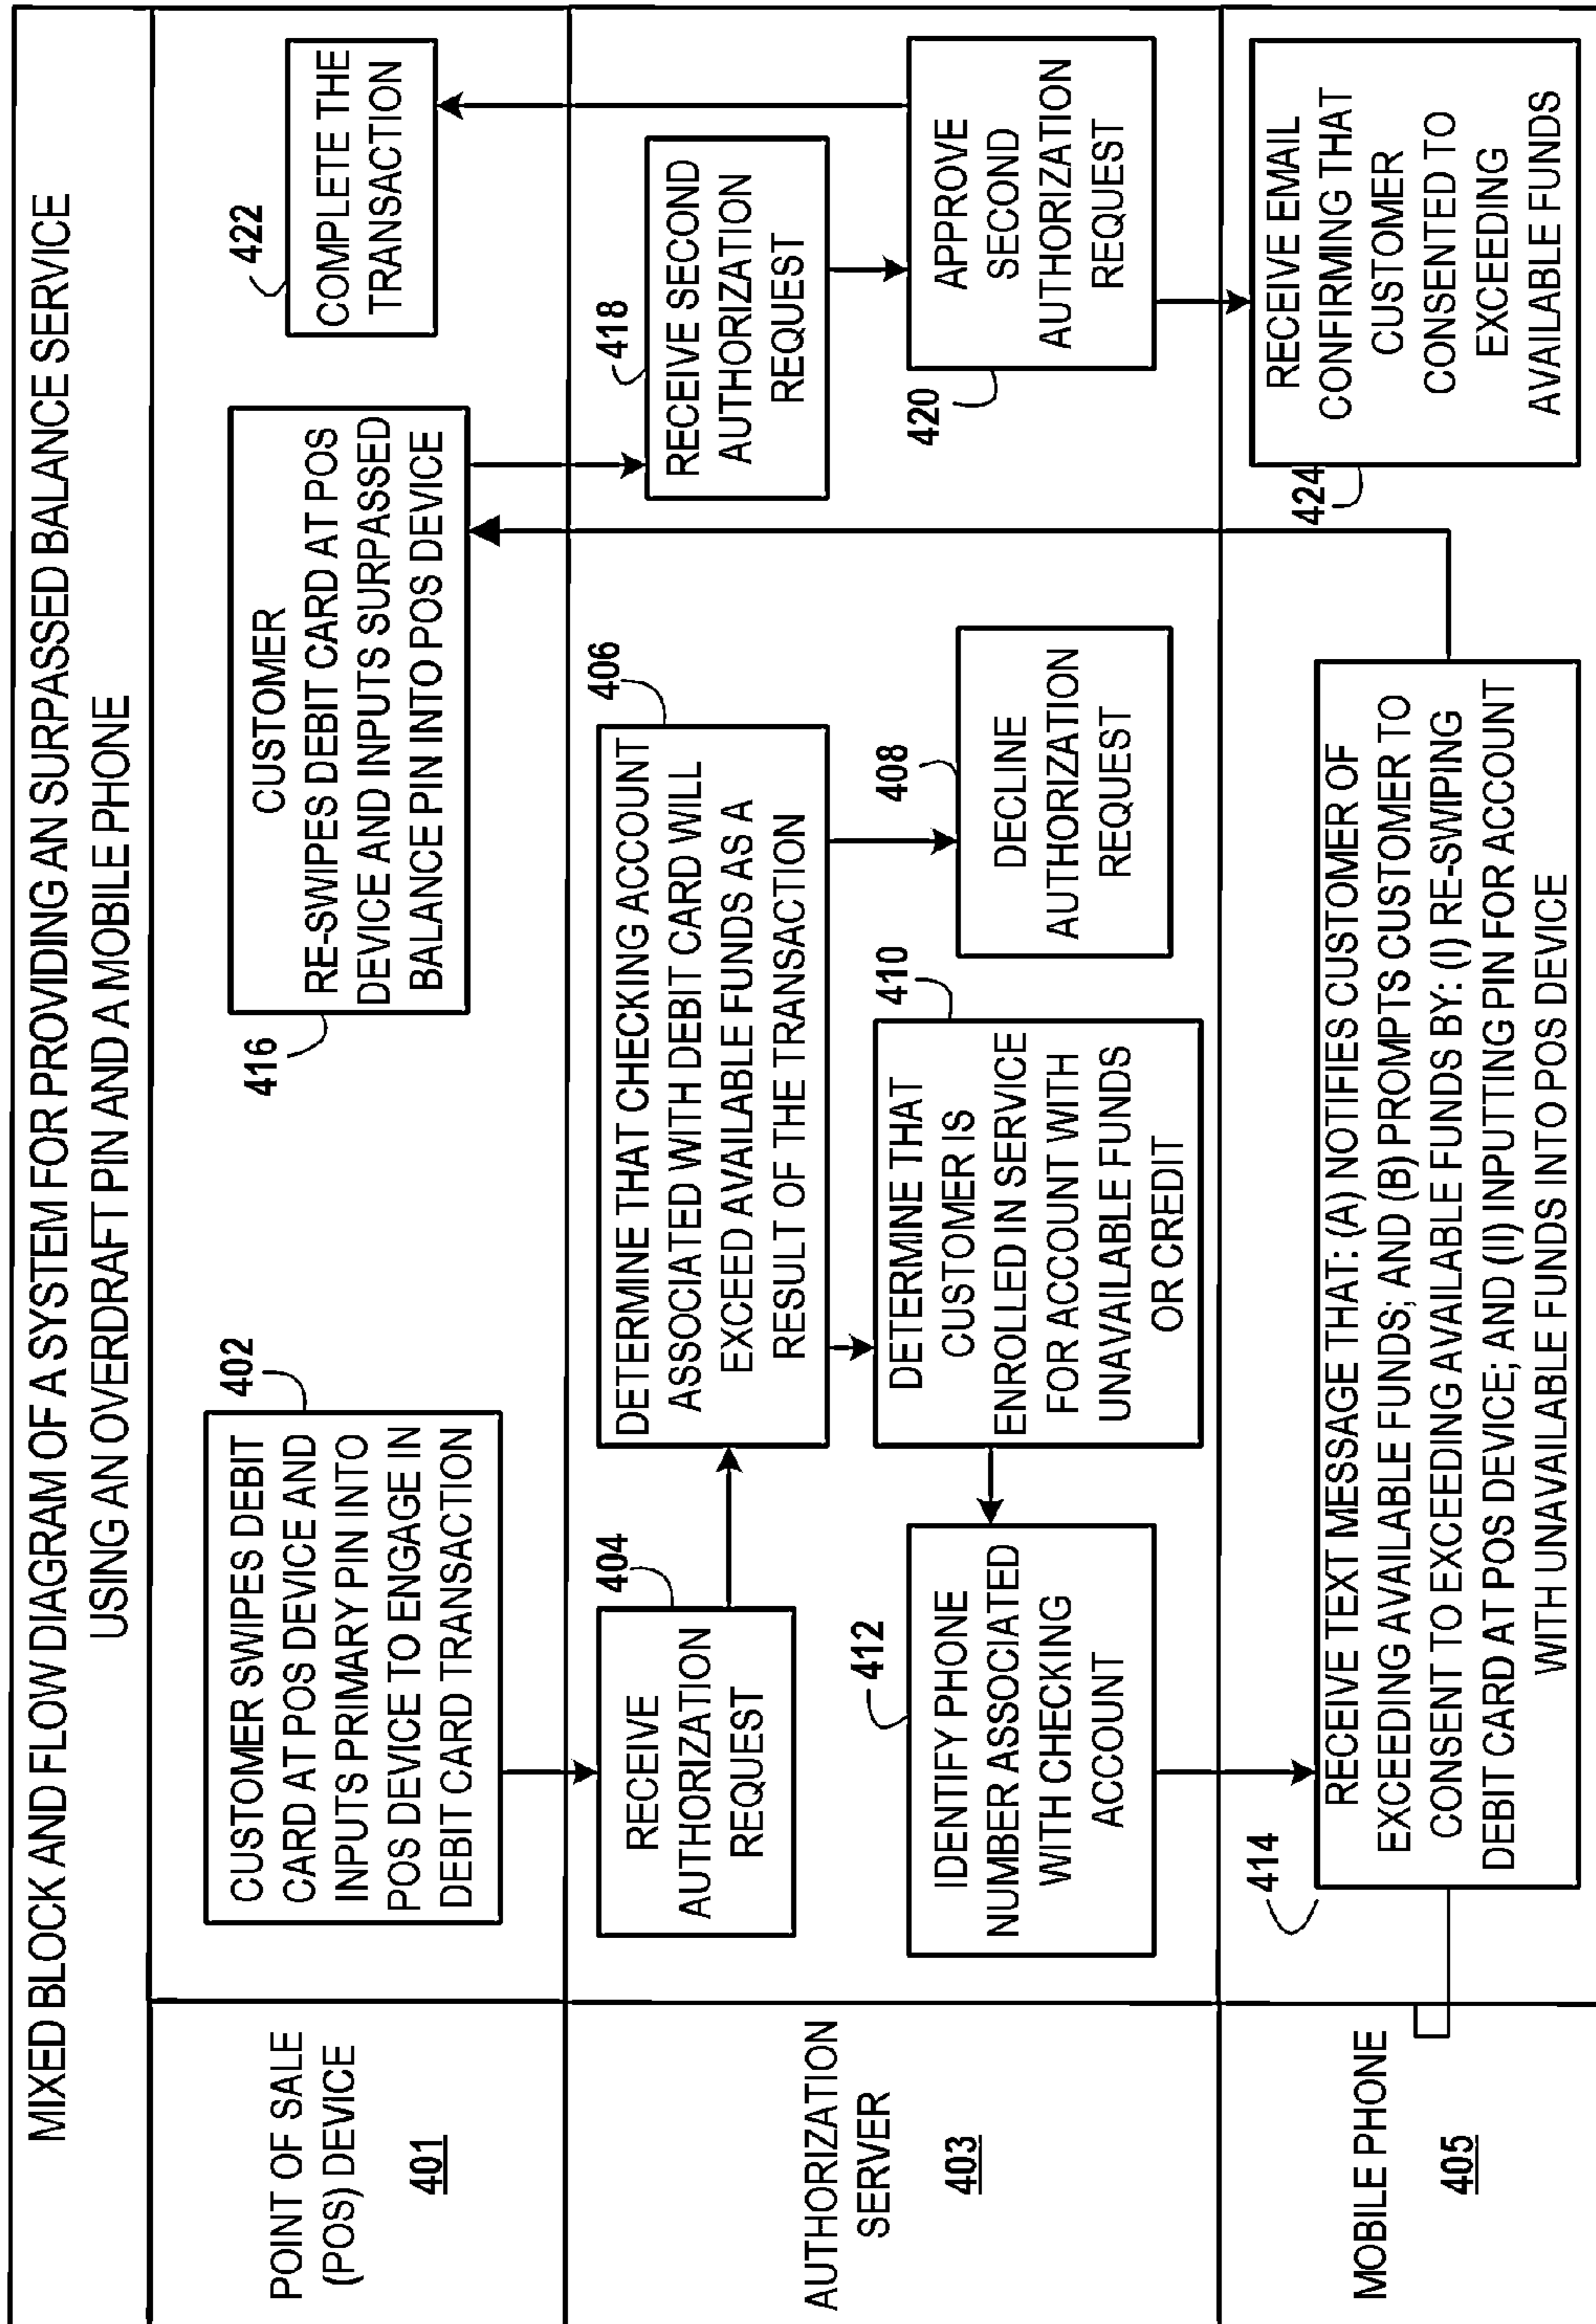 MIXED BLOCK AND FLOW DIAGRAM OF A SYSTEM FOR PROVIDING AN SURPASSED BALANCE SERVICE
USING AN OVERDRAFT PIN AND A MOBILE PHONE
POINT OF SALE
(POS) DEVICE
401
402
CUSTOMER SWIPES DEBIT
CARD AT POS DEVICE AND
INPUTS PRIMARY PIN INTO
POS DEVICE TO ENGAGE IN
DEBIT CARD TRANSACTION
416
CUSTOMER
RE-SWIPES DEBIT CARD AT POS
DEVICE AND INPUTS SURPASSED
BALANCE PIN INTO POS DEVICE
422
COMPLETE THE
TRANSACTION
AUTHORIZATION
SERVER
403
404
RECEIVE
AUTHORIZATION
REQUEST
406
DETERMINE THAT CHECKING ACCOUNT
ASSOCIATED WITH DEBIT CARD WILL
EXCEED AVAILABLE FUNDS AS A
RESULT OF THE TRANSACTION
408
DECLINE
AUTHORIZATION
REQUEST
410
DETERMINE THAT
CUSTOMER IS
ENROLLED IN SERVICE
FOR ACCOUNT WITH
UNAVAILABLE FUNDS
OR CREDIT
412
IDENTIFY PHONE
NUMBER ASSOCIATED
WITH CHECKING
ACCOUNT
418
RECEIVE SECOND
AUTHORIZATION
REQUEST
420
APPROVE
SECOND
AUTHORIZATION
REQUEST
MOBILE PHONE
405
414
RECEIVE TEXT MESSAGE THAT: (A) NOTIFIES CUSTOMER OF
EXCEEDING AVAILABLE FUNDS; AND (B) PROMPTS CUSTOMER TO
CONSENT TO EXCEEDING AVAILABLE FUNDS BY: (I) RE-SWIPING
DEBIT CARD AT POS DEVICE; AND (II) INPUTTING PIN FOR ACCOUNT
WITH UNAVAILABLE FUNDS INTO POS DEVICE
424
RECEIVE EMAIL
CONFIRMING THAT
CUSTOMER
CONSENTED TO
EXCEEDING
AVAILABLE FUNDS